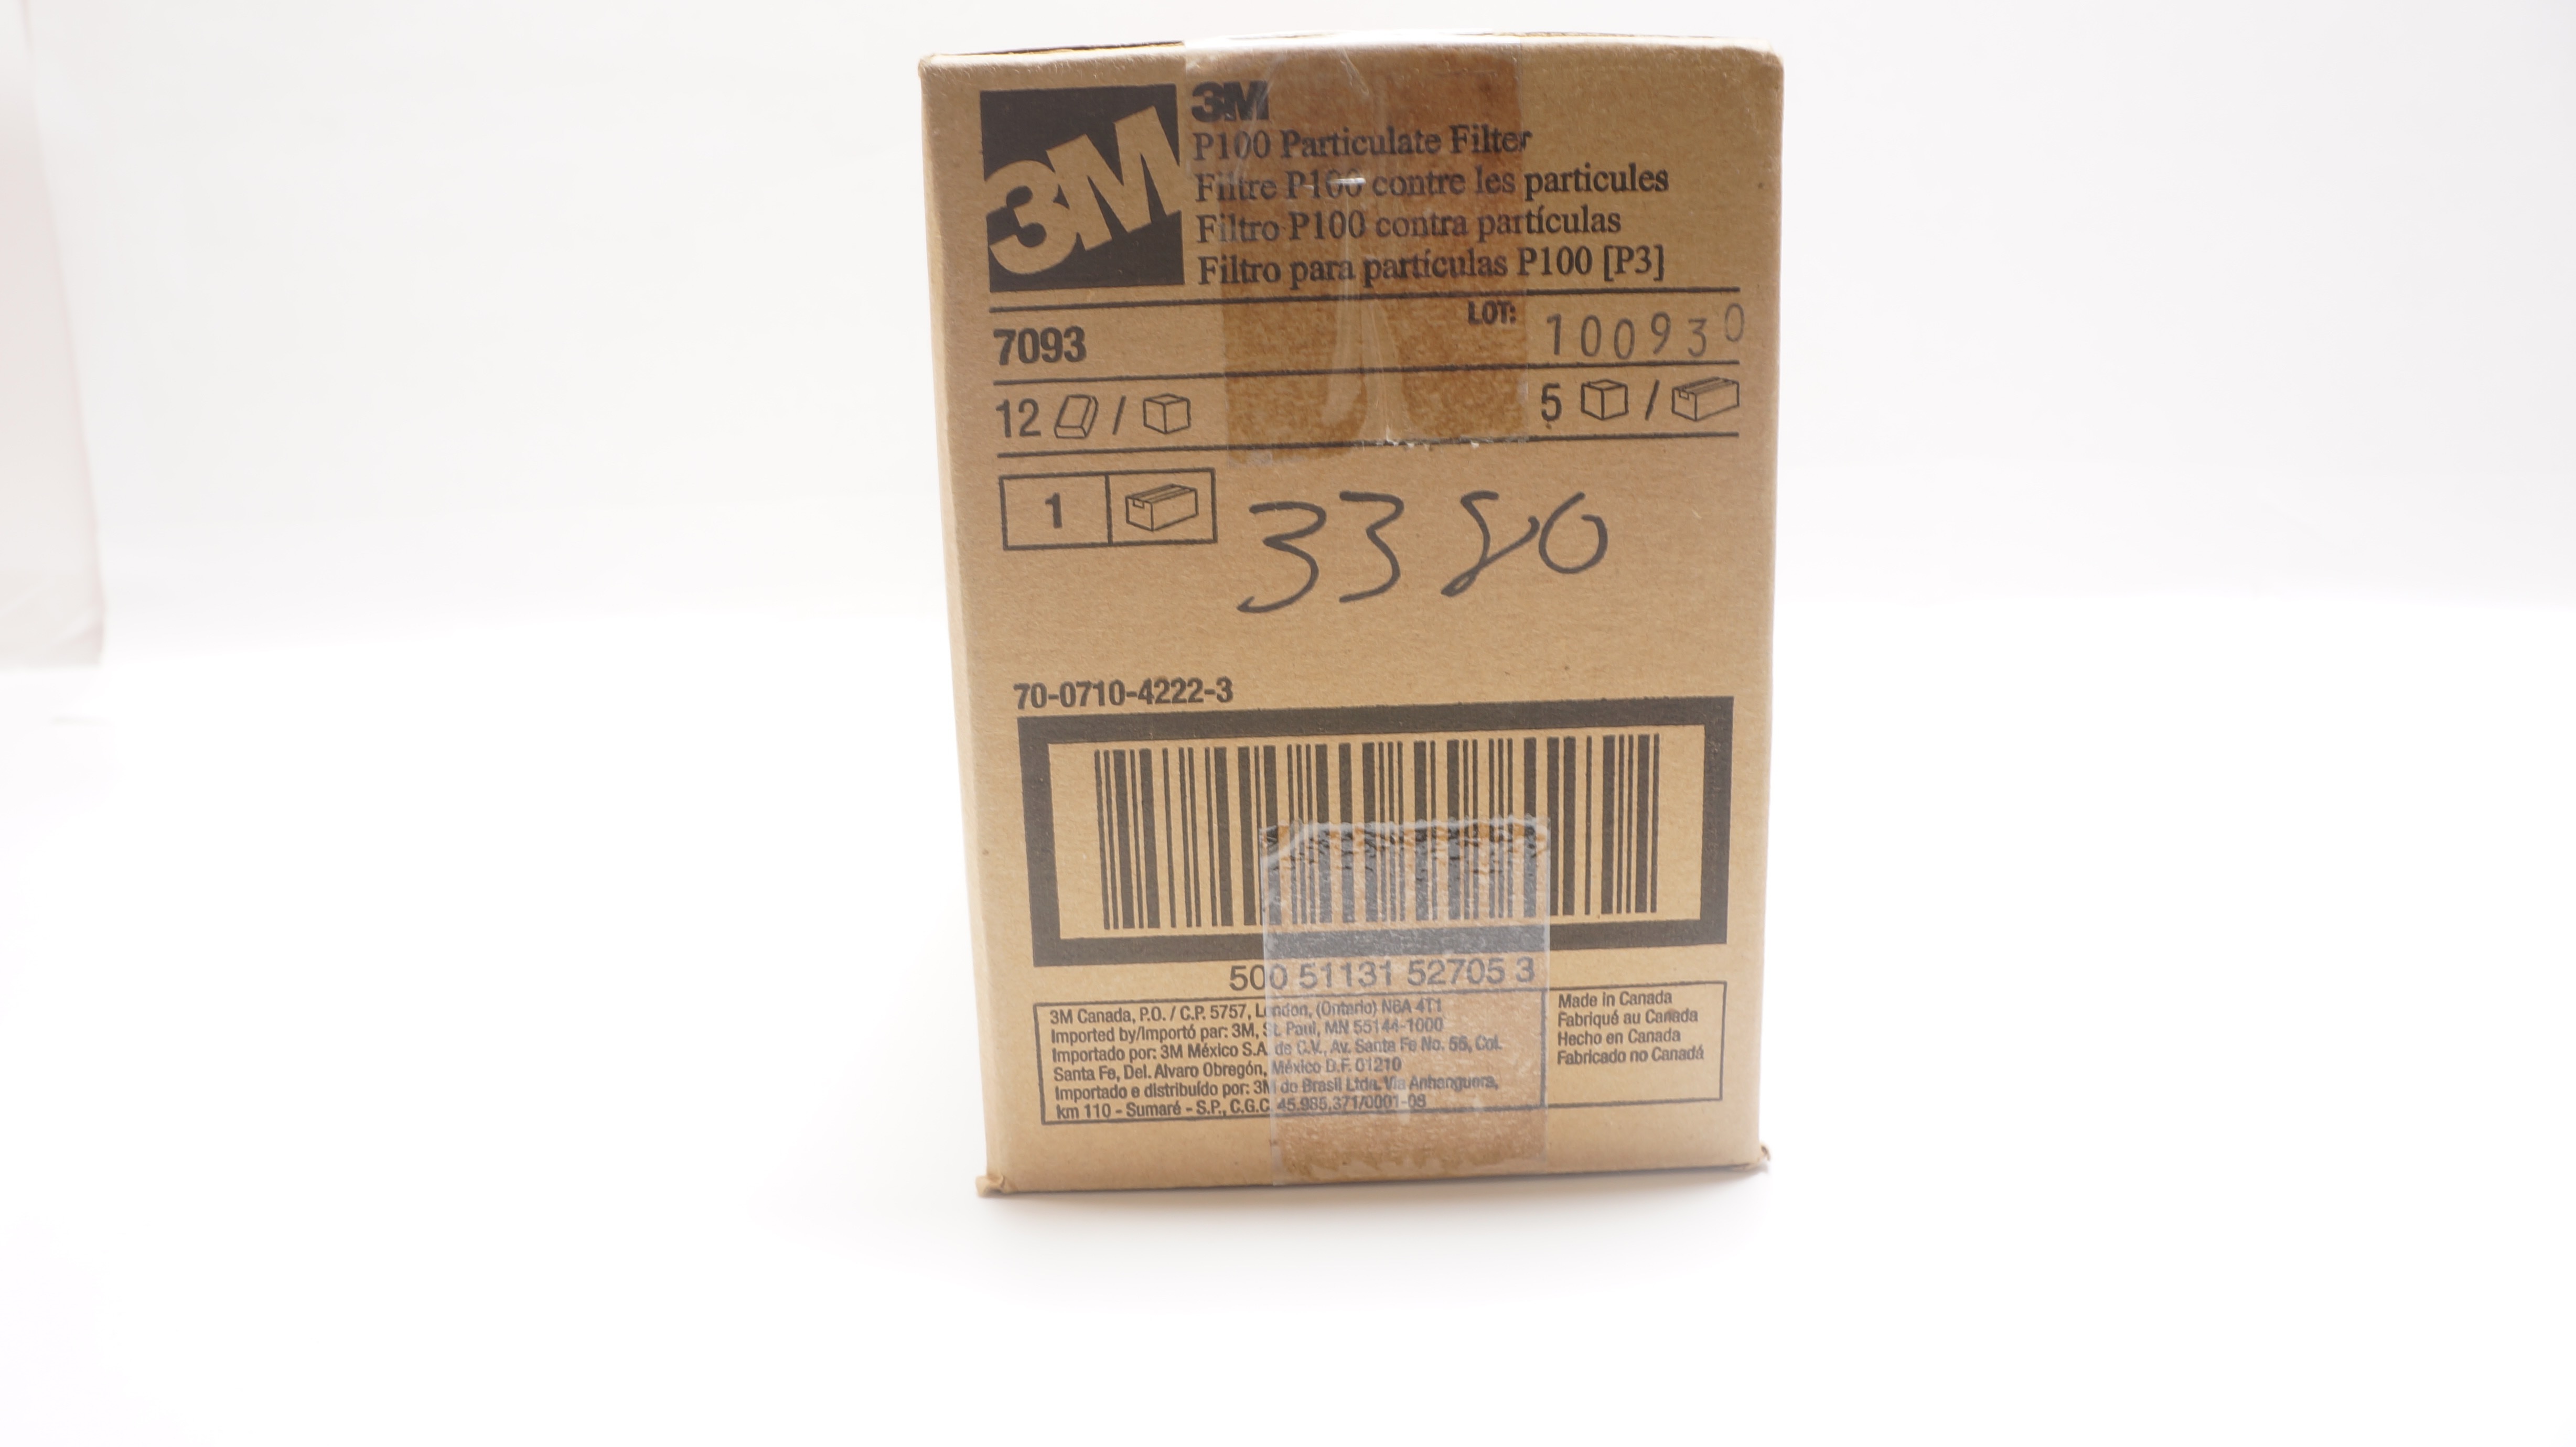 3M
3M
P100 Particulate Filter
Filtre P100 contre les particules
Filtro P100 contra partículas
Filtro para partículas P100 [P3]
7093 LOT: 100930
12 / 5 /
1
3380
70-0710-4222-3
500 51131 52705 3
3M Canada, P.O. / C.P. 5757, London, (Ontario) N6A 4T1
Imported by/Importó par: 3M, St. Paul, MN 55144-1000
Importado por: 3M México S.A. de C.V., Av. Santa Fe No. 55, Col.
Santa Fe, Del. Alvaro Obregón, México D.F. 01210
Importado e distribuído por: 3M do Brasil Ltda. Via Anhanguera,
km 110 - Sumaré - S.P., C.G.C. 45.985.371/0001-08
Made in Canada
Fabriqué au Canada
Hecho en Canada
Fabricado no Canadá